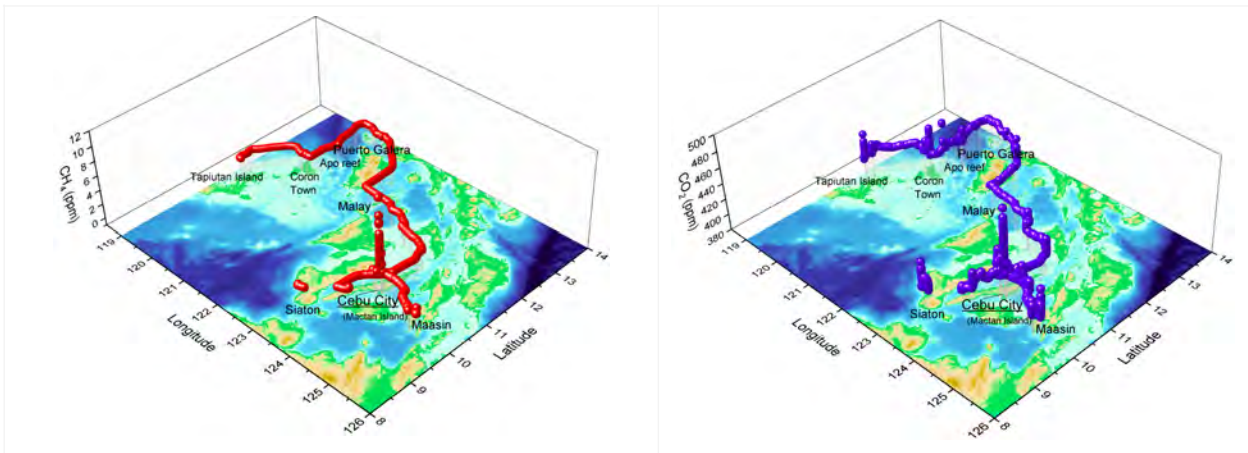 12
10
8
6
4
2
0
CH4 (ppm)
119
120
121
122
123
124
125
126
Longitude
8
9
10
11
12
13
14
Latitude
Puerto Galera
Apo reef
Tapiutan Island
Coron
Town
Malay
Siaton
Cebu City
(Mactan Island)
Maasin
500
480
460
440
420
400
380
CO2 (ppm)
119
120
121
122
123
124
125
126
Longitude
8
9
10
11
12
13
14
Latitude
Puerto Galera
Apo reef
Tapiutan Island
Coron
Town
Malay
Siaton
Cebu City
(Mactan Island)
Maasin